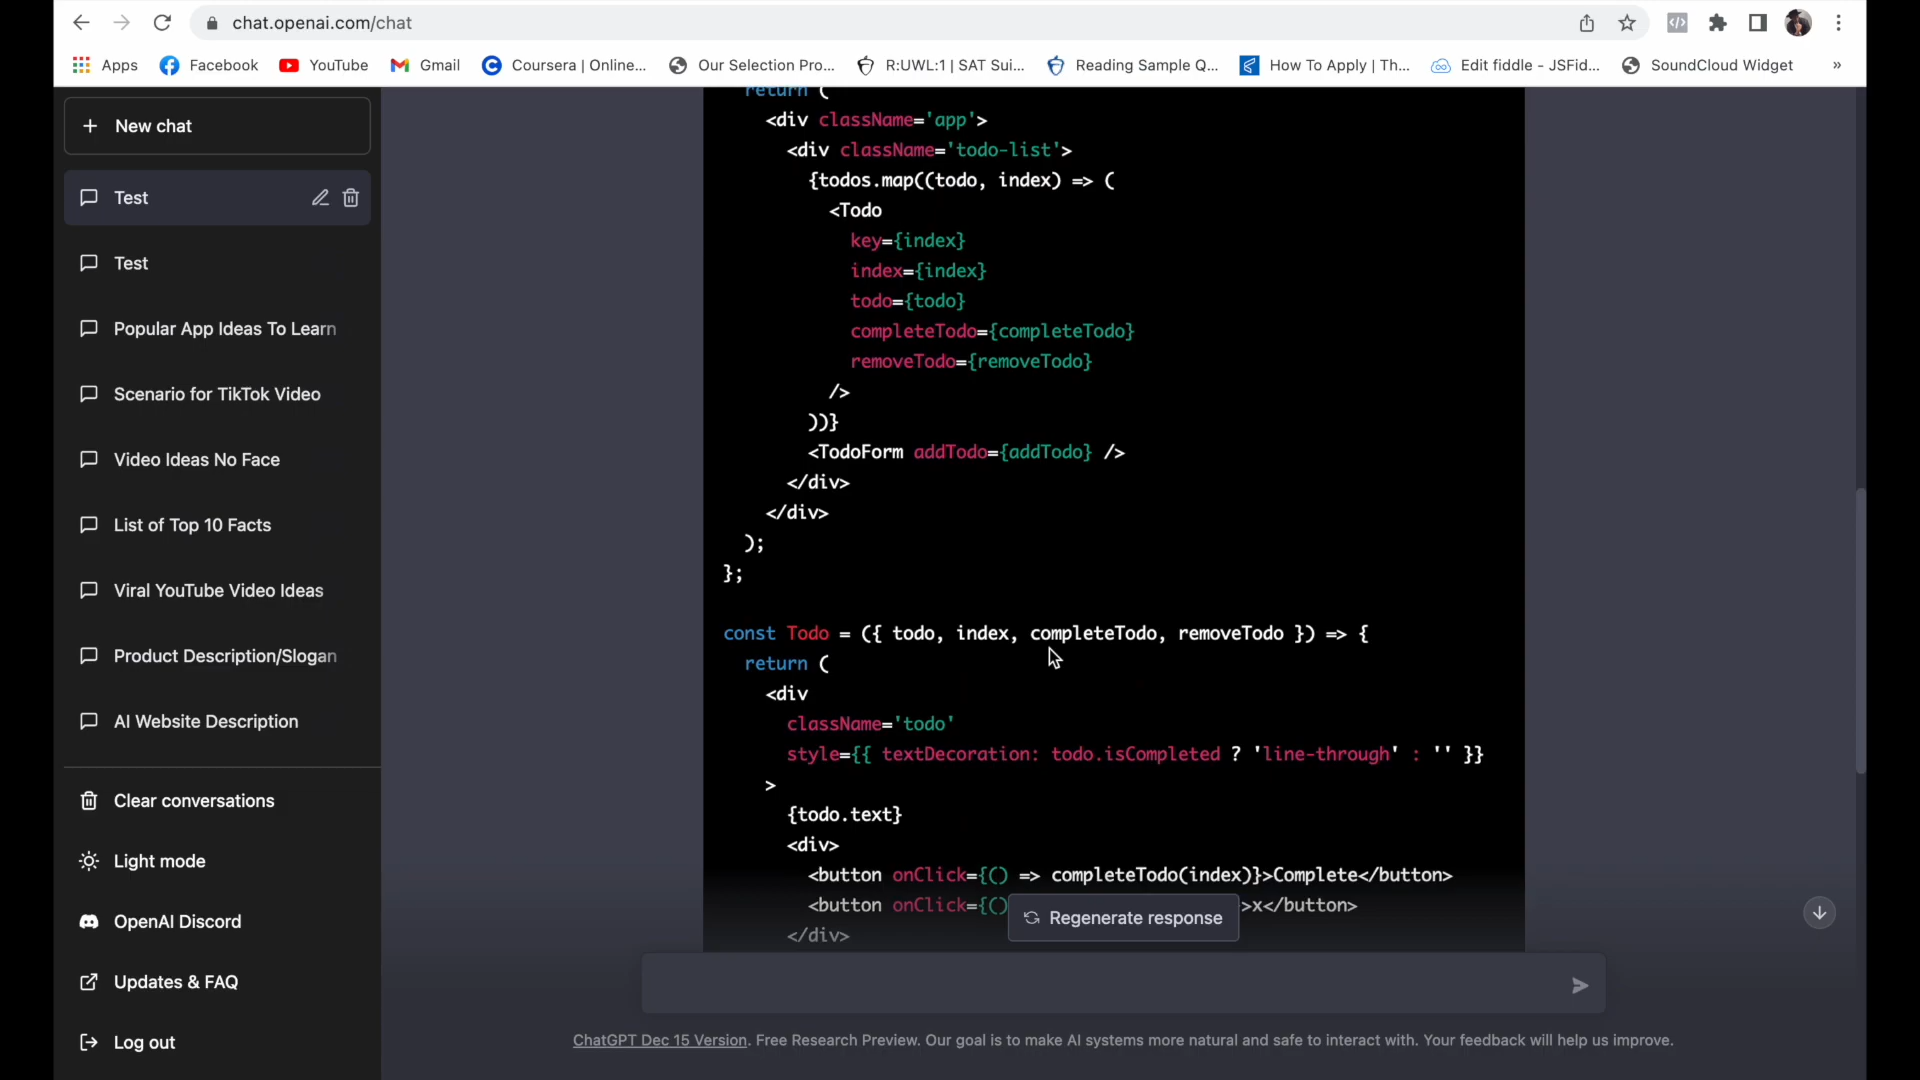 chat.openai.com/chat
Apps Facebook YouTube Gmail Coursera | Online... Our Selection Pro... R:UWL:1 | SAT Sui... Reading Sample Q... How To Apply | Th... Edit fiddle - JSFid... SoundCloud Widget »
New chat
Test
Test
Popular App Ideas To Learn
Scenario for TikTok Video
Video Ideas No Face
List of Top 10 Facts
Viral YouTube Video Ideas
Product Description/Slogan
AI Website Description
Clear conversations
Light mode
OpenAI Discord
Updates & FAQ
Log out
return (
<div className='app'>
<div className='todo-list'>
{todos.map((todo, index) => (
<Todo
key={index}
index={index}
todo={todo}
completeTodo={completeTodo}
removeTodo={removeTodo}
/>
))}
<TodoForm addTodo={addTodo} />
</div>
</div>
);
};
const Todo = ({ todo, index, completeTodo, removeTodo }) => {
return (
<div
className='todo'
style={{ textDecoration: todo.isCompleted ? 'line-through' : '' }}
>
{todo.text}
<div>
<button onClick={() => completeTodo(index)}>Complete</button>
<button onClick={() >x</button>
</div>
Regenerate response
ChatGPT Dec 15 Version. Free Research Preview. Our goal is to make AI systems more natural and safe to interact with. Your feedback will help us improve.